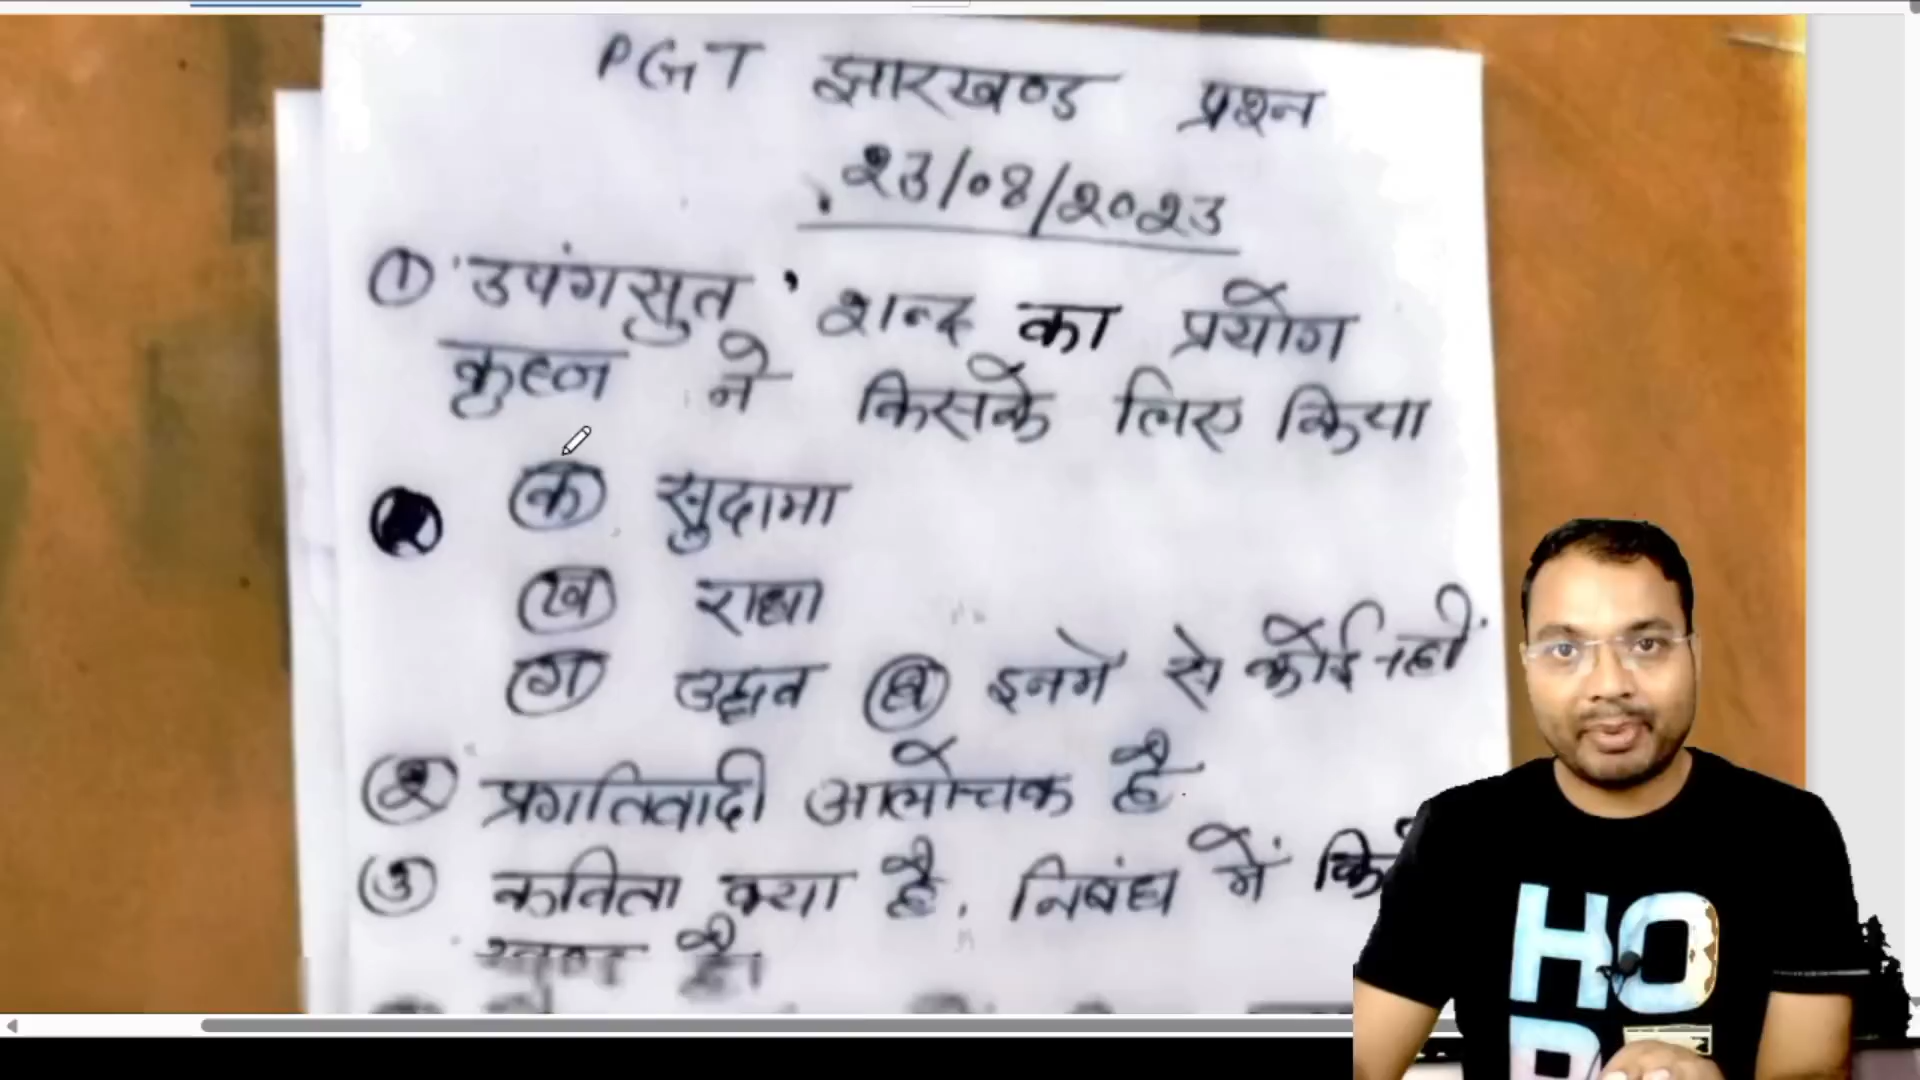 PGT झारखण्ड प्रश्न
23/08/2023
① 'उपंगसुत' शब्द का प्रयोग
कृष्ण ने किसके लिए किया
क सुदामा
ख राधा
ग उद्धव घ इनमे से कोई नहीं
② प्रगतिवादी आलोचक है
③ कविता क्या है. निबंध में
है।
HO